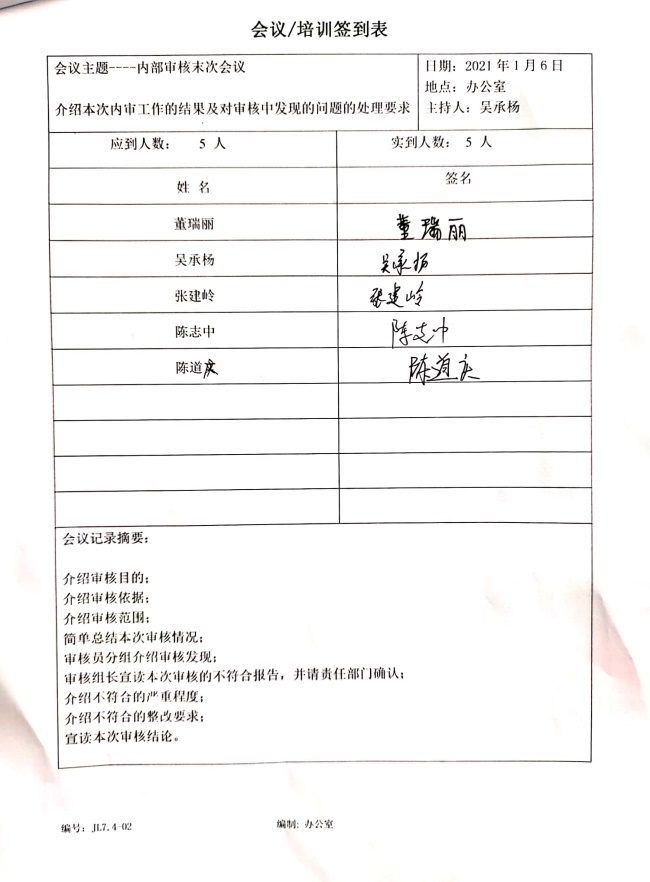 会议/培训签到表
会议主题----内部审核末次会议
日期：2021年1月6日
地点：办公室
介绍本次内审工作的结果及对审核中发现的问题的处理要求
主持人：吴承杨
应到人数： 5 人
实到人数： 5 人
姓 名
签名
董瑞丽
董瑞丽
吴承杨
吴承杨
张建岭
张建岭
陈志中
陈志中
陈道庆
陈道庆
会议记录摘要：
介绍审核目的；
介绍审核依据；
介绍审核范围；
简单总结本次审核情况；
审核员分组介绍审核发现；
审核组长宣读本次审核的不符合报告，并请责任部门确认；
介绍不符合的严重程度；
介绍不符合的整改要求；
宣读本次审核结论。
编号：JL7.4-02
编制: 办公室